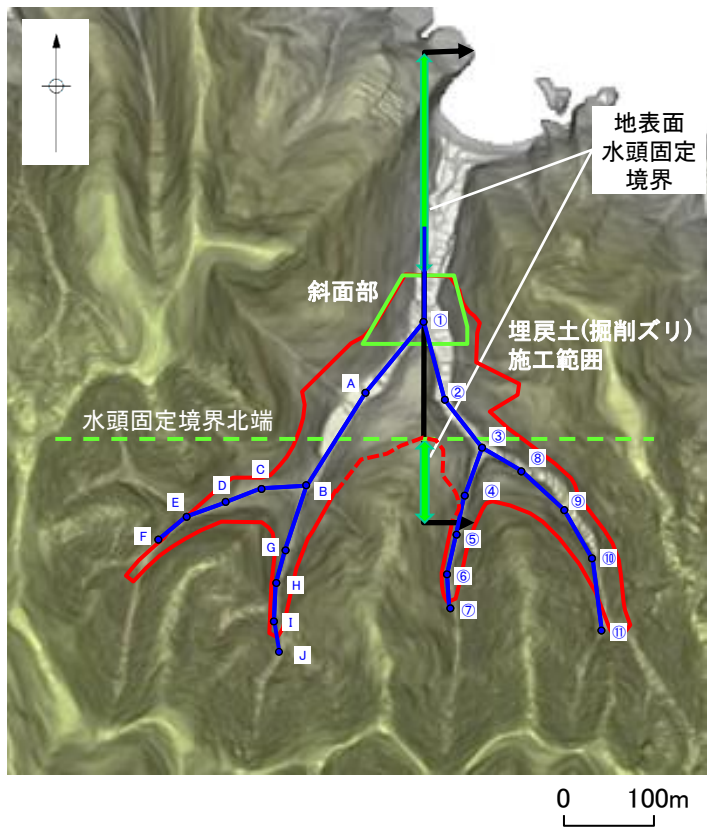 地表面
水頭固定
境界
斜面部
①
埋戻土(掘削ズリ)
施工範囲
A
②
水頭固定境界北端
③
C
B
⑧
D
④
E
⑨
F
⑤
G
⑩
H
⑥
⑦
I
⑪
J
0 100m